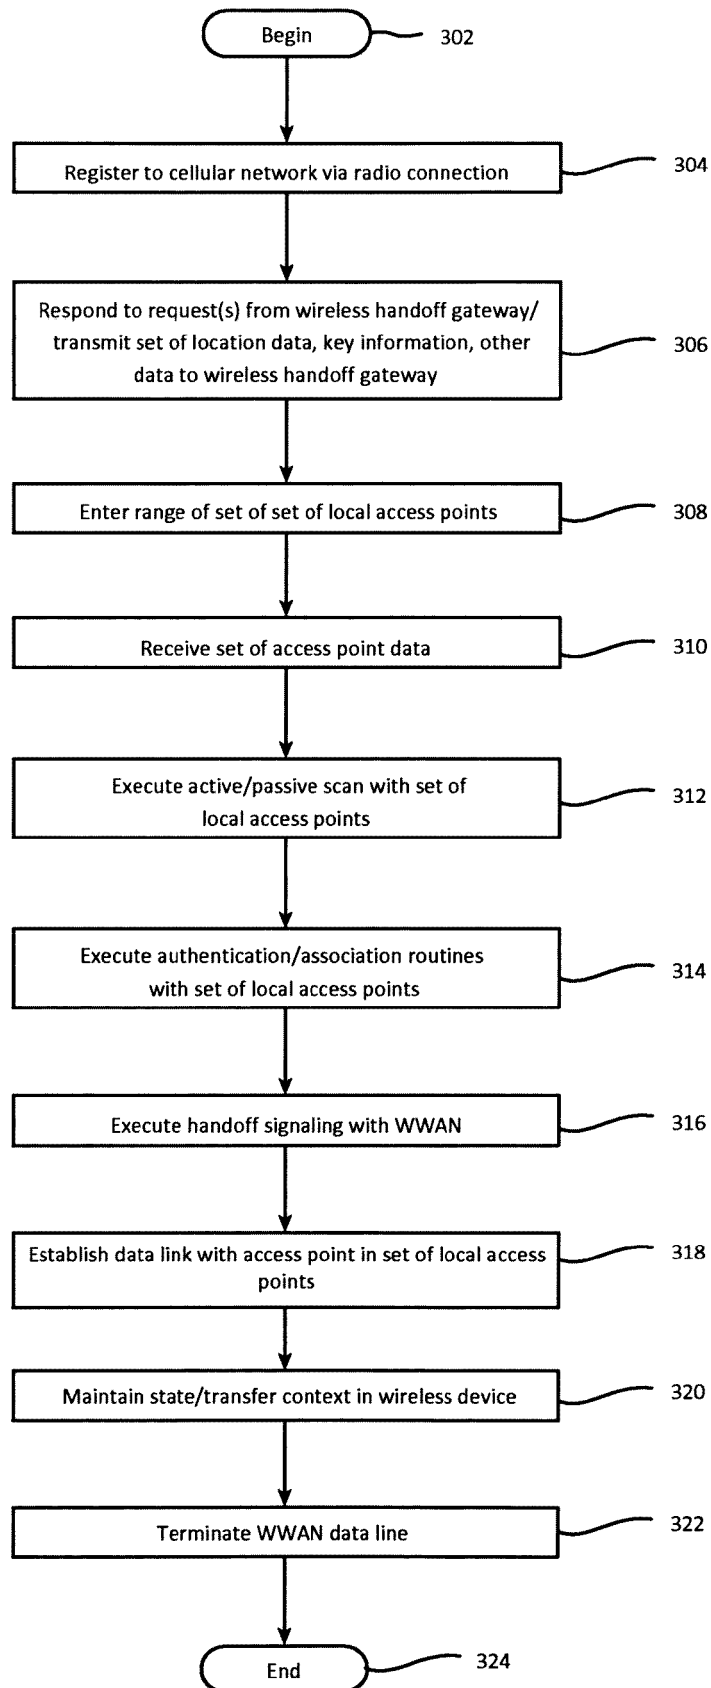 Begin
302
Register to cellular network via radio connection
304
Respond to request(s) from wireless handoff gateway/
transmit set of location data, key information, other
data to wireless handoff gateway
306
Enter range of set of set of local access points
308
Receive set of access point data
310
Execute active/passive scan with set of
local access points
312
Execute authentication/association routines
with set of local access points
314
Execute handoff signaling with WWAN
316
Establish data link with access point in set of local access
points
318
Maintain state/transfer context in wireless device
320
Terminate WWAN data line
322
End
324